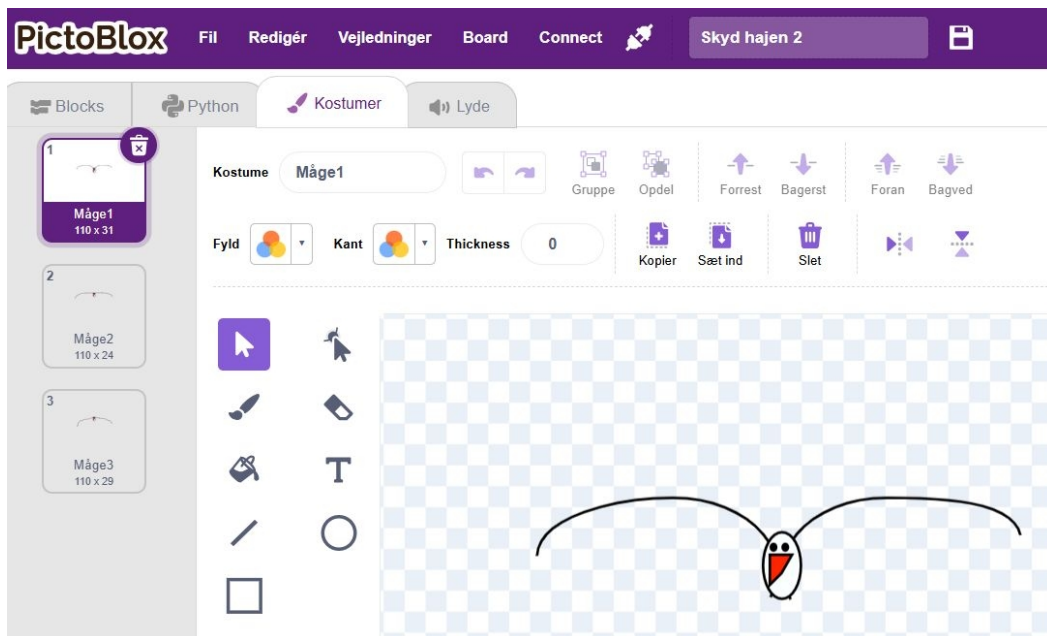 PictoBlox Fil Redigér Vejledninger Board Connect Skyd hajen 2
Blocks Python Kostumer Lyde
1
Måge1
110 x 31
2
Måge2
110 x 24
3
Måge3
110 x 29
Kostume Måge1 Gruppe Opdel Forrest Bagerst Foran Bagved
Fyld Kant Thickness 0 Kopier Sæt ind Slet
T